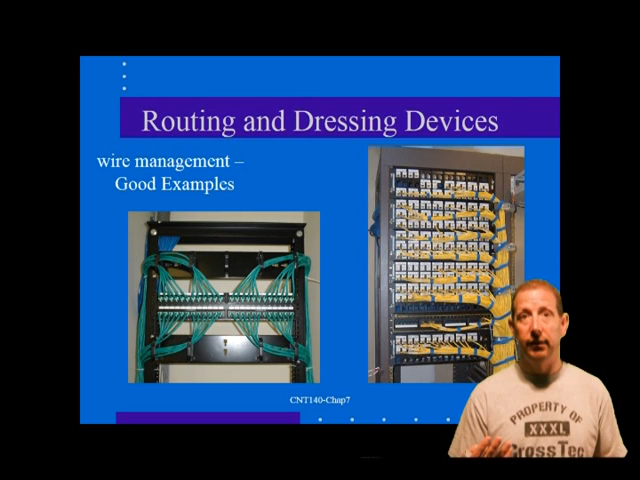 Routing and Dressing Devices
wire management –
Good Examples
CNT140-Chap7
PROPERTY OF
XXXL
CrossTec